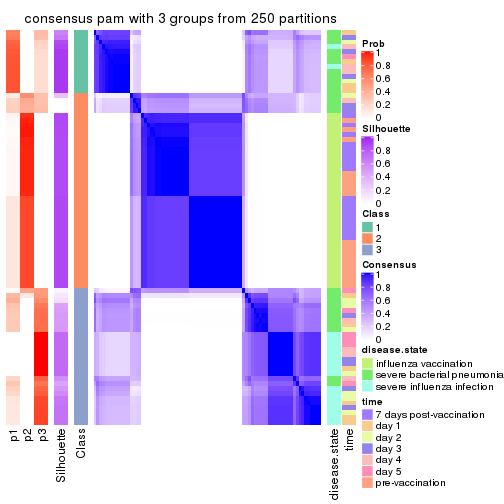 consensus pam with 3 groups from 250 partitions
Prob
1
0.8
0.6
0.4
0.2
0
Silhouette
1
0.8
0.6
0.4
0.2
0
Class
1
2
3
Consensus
1
0.8
0.6
0.4
0.2
0
disease.state
influenza vaccination
severe bacterial pneumonia
severe influenza infection
time
7 days post-vaccination
day 1
day 2
day 3
day 4
day 5
pre-vaccination
p1
p2
p3
Silhouette
Class
disease.state
time